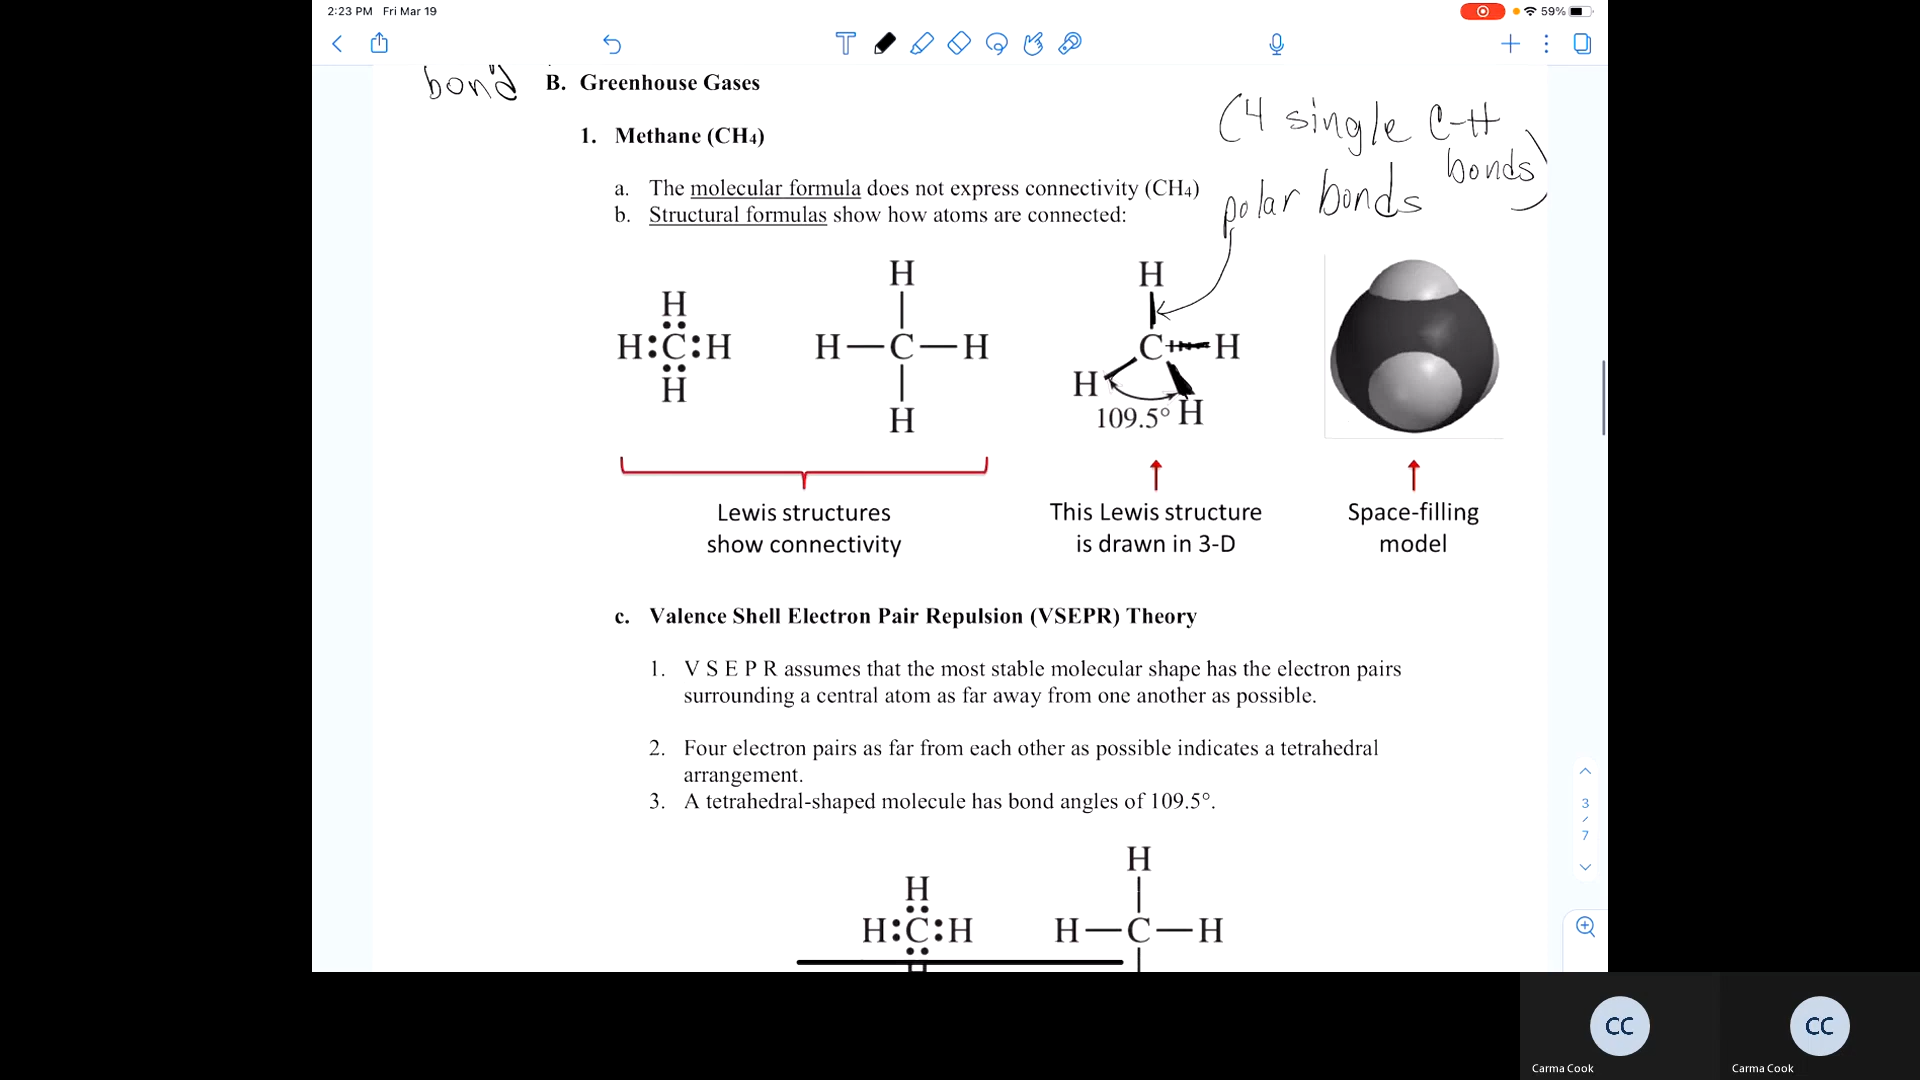 2:23 PM Fri Mar 19
59%
bond
B. Greenhouse Gases
(4 single C-H
bonds)
1. Methane (CH₄)
polar bonds
a. The molecular formula does not express connectivity (CH₄)
b. Structural formulas show how atoms are connected:
H
H:C:H
H
H
H—C—H
H
H
C H
H
109.5° H
Lewis structures
show connectivity
This Lewis structure
is drawn in 3-D
Space-filling
model
c. Valence Shell Electron Pair Repulsion (VSEPR) Theory
1. V S E P R assumes that the most stable molecular shape has the electron pairs
surrounding a central atom as far away from one another as possible.
2. Four electron pairs as far from each other as possible indicates a tetrahedral
arrangement.
3. A tetrahedral-shaped molecule has bond angles of 109.5°.
H
H:C:H
H
H
H—C—H
3
/
7
CC
Carma Cook
CC
Carma Cook